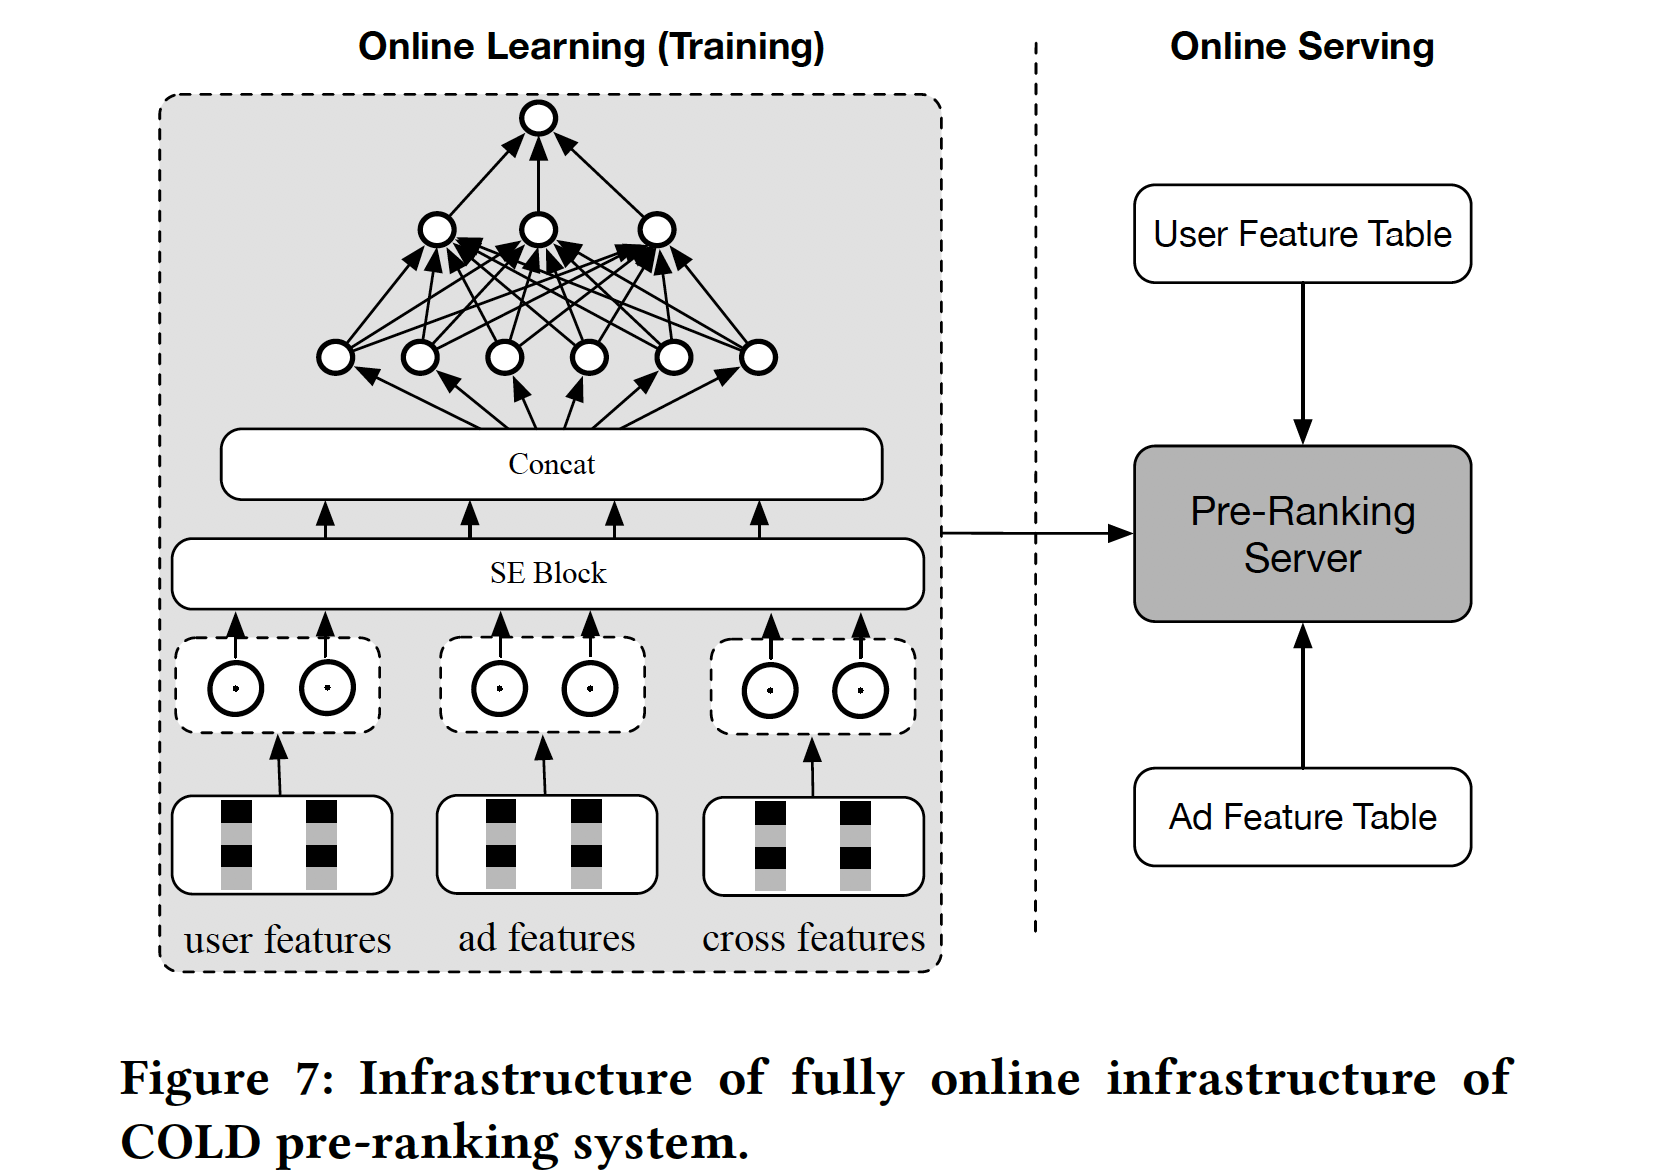 Online Learning (Training)
Online Serving
User Feature Table
Concat
Pre-Ranking
Server
SE Block
Ad Feature Table
user features
ad features
cross features
Figure 7: Infrastructure of fully online infrastructure of
COLD pre-ranking system.